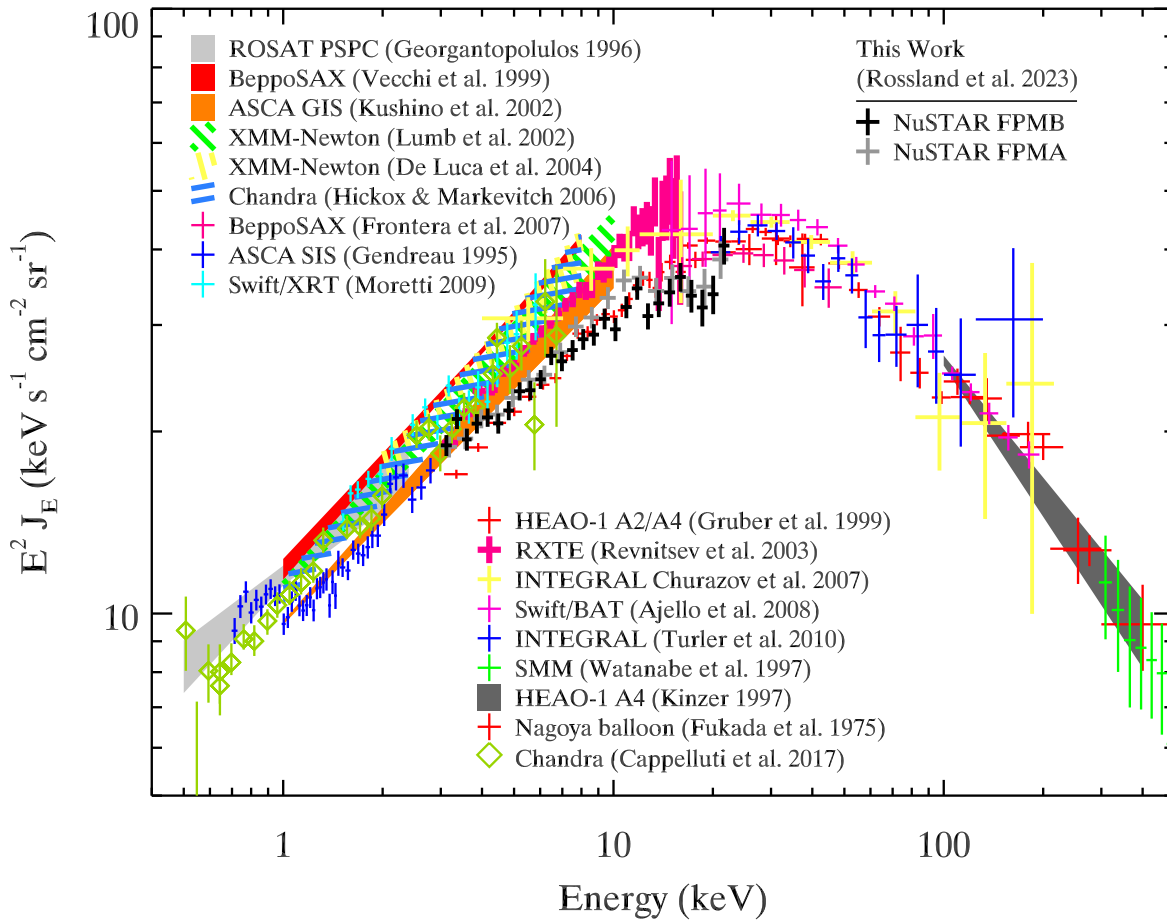 100
ROSAT PSPC (Georgantopolulos 1996)
BeppoSAX (Vecchi et al. 1999)
ASCA GIS (Kushino et al. 2002)
XMM-Newton (Lumb et al. 2002)
XMM-Newton (De Luca et al. 2004)
Chandra (Hickox & Markevitch 2006)
BeppoSAX (Frontera et al. 2007)
ASCA SIS (Gendreau 1995)
Swift/XRT (Moretti 2009)
This Work
(Rossland et al. 2023)
NuSTAR FPMB
NuSTAR FPMA
E² J_E (keV s⁻¹ cm⁻² sr⁻¹)
HEAO-1 A2/A4 (Gruber et al. 1999)
RXTE (Revnitsev et al. 2003)
INTEGRAL Churazov et al. 2007)
Swift/BAT (Ajello et al. 2008)
INTEGRAL (Turler et al. 2010)
SMM (Watanabe et al. 1997)
HEAO-1 A4 (Kinzer 1997)
Nagoya balloon (Fukada et al. 1975)
Chandra (Cappelluti et al. 2017)
10
1 10 100
Energy (keV)